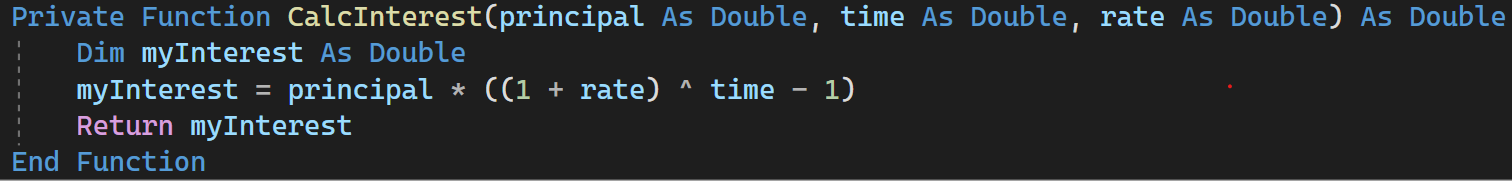 Private Function CalcInterest(principal As Double, time As Double, rate As Double) As Double
Dim myInterest As Double
myInterest = principal * ((1 + rate) ^ time - 1)
Return myInterest
End Function